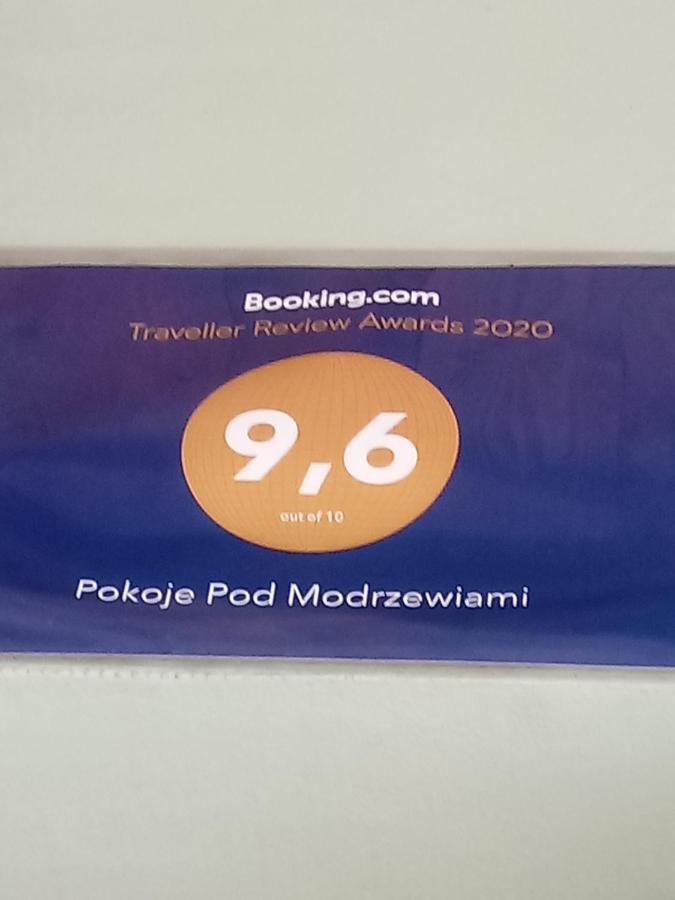 Booking.com
Traveller Review Awards 2020
9,6
out of 10
Pokoje Pod Modrzewiami